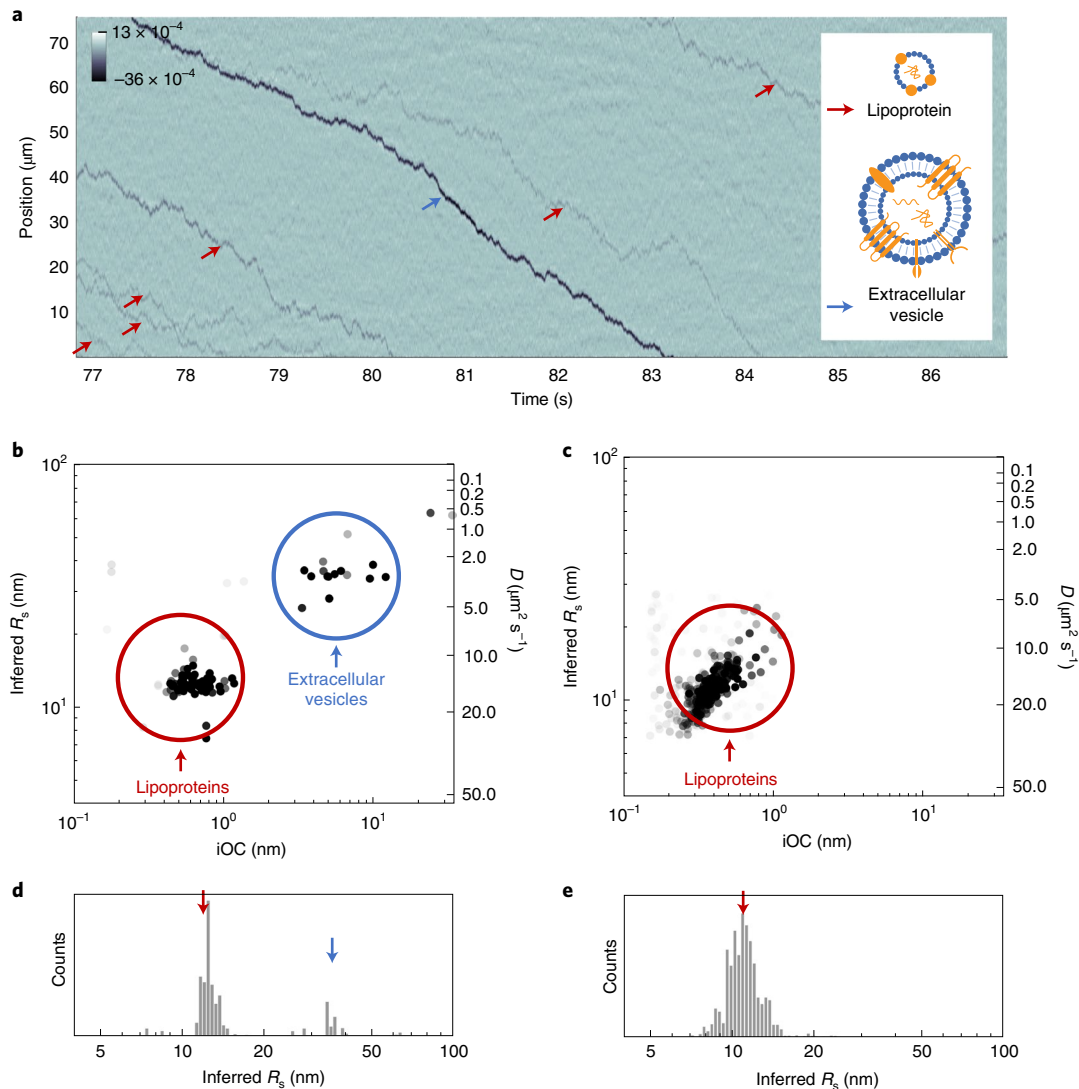 a
13 × 10⁻⁴
−36 × 10⁻⁴
70
60
50
40
30
20
10
Position (μm)
77 78 79 80 81 82 83 84 85 86
Time (s)
Lipoprotein
Extracellular
vesicle
b
10²
10¹
Inferred Rₛ (nm)
0.1
0.2
0.5
1.0
2.0
5.0
10.0
20.0
50.0
D (μm² s⁻¹)
Extracellular
vesicles
Lipoproteins
10⁻¹ 10⁰ 10¹
iOC (nm)
c
10²
10¹
Inferred Rₛ (nm)
0.1
0.2
0.5
1.0
2.0
5.0
10.0
20.0
50.0
D (μm² s⁻¹)
Lipoproteins
10⁻¹ 10⁰ 10¹
iOC (nm)
d
Counts
5 10 20 50 100
Inferred Rₛ (nm)
e
Counts
5 10 20 50 100
Inferred Rₛ (nm)